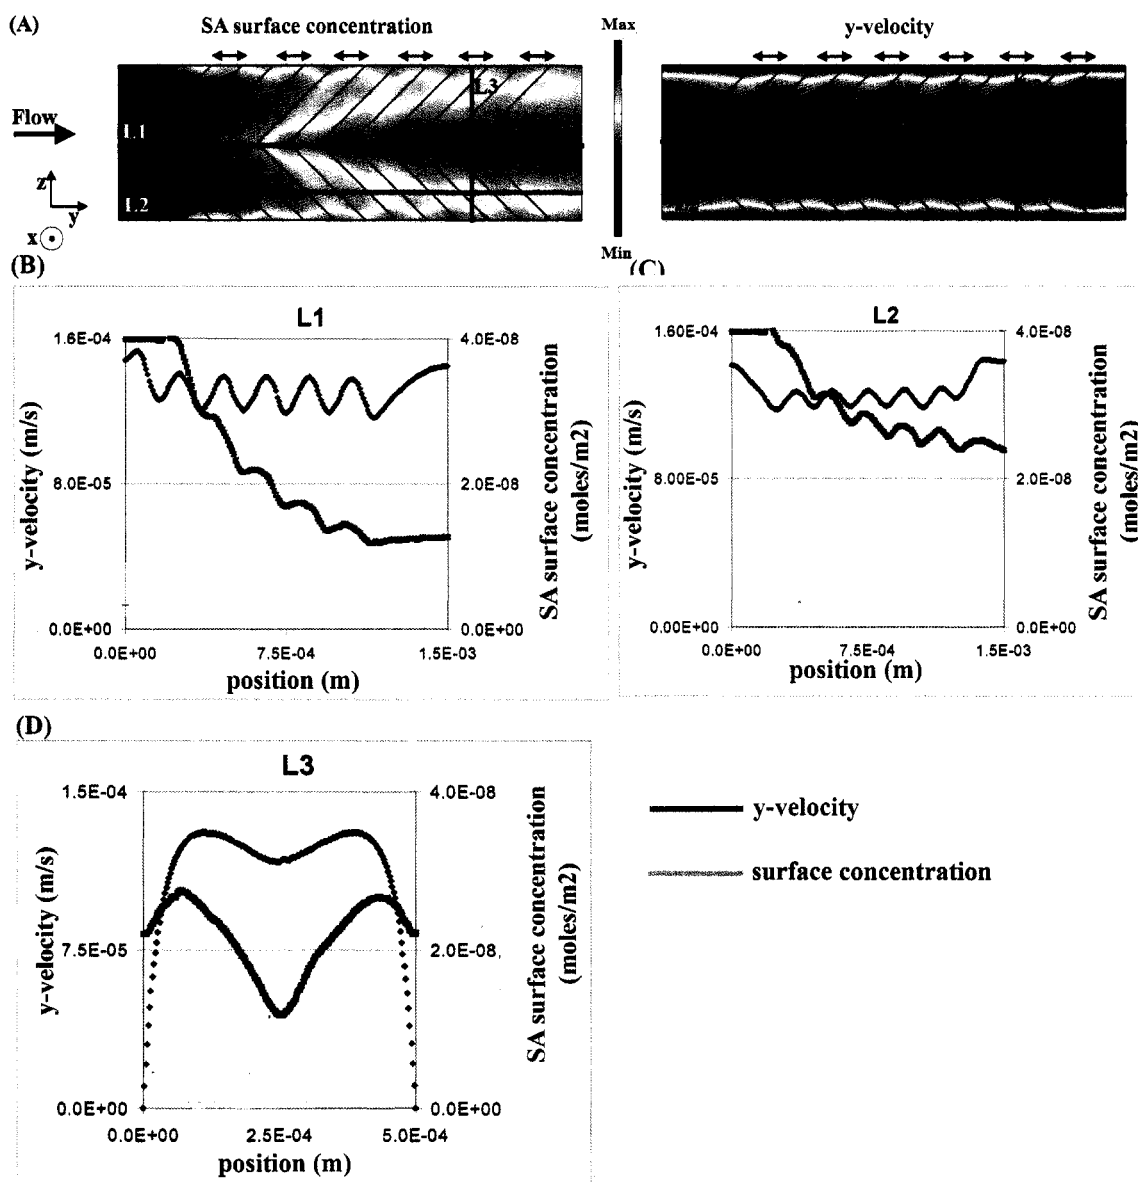 (A)
SA surface concentration
Max
y-velocity
L3
Flow
L1
z
y
L2
x
Min
(B)
(C)
L1
1.6E-04
4.0E-08
y-velocity (m/s)
8.0E-05
2.0E-08
SA surface concentration
(moles/m2)
0.0E+00
0.0E+00
0.0E+00
7.5E-04
1.5E-03
position (m)
L2
1.60E-04
4.0E-08
y-velocity (m/s)
8.00E-05
2.0E-08
SA surface concentration
(moles/m2)
0.00E+00
0.0E+00
0.0E+00
7.5E-04
1.5E-03
position (m)
(D)
L3
1.5E-04
4.0E-08
y-velocity (m/s)
7.5E-05
2.0E-08
SA surface concentration
(moles/m2)
0.0E+00
0.0E+00
0.0E+00
2.5E-04
5.0E-04
position (m)
y-velocity
surface concentration